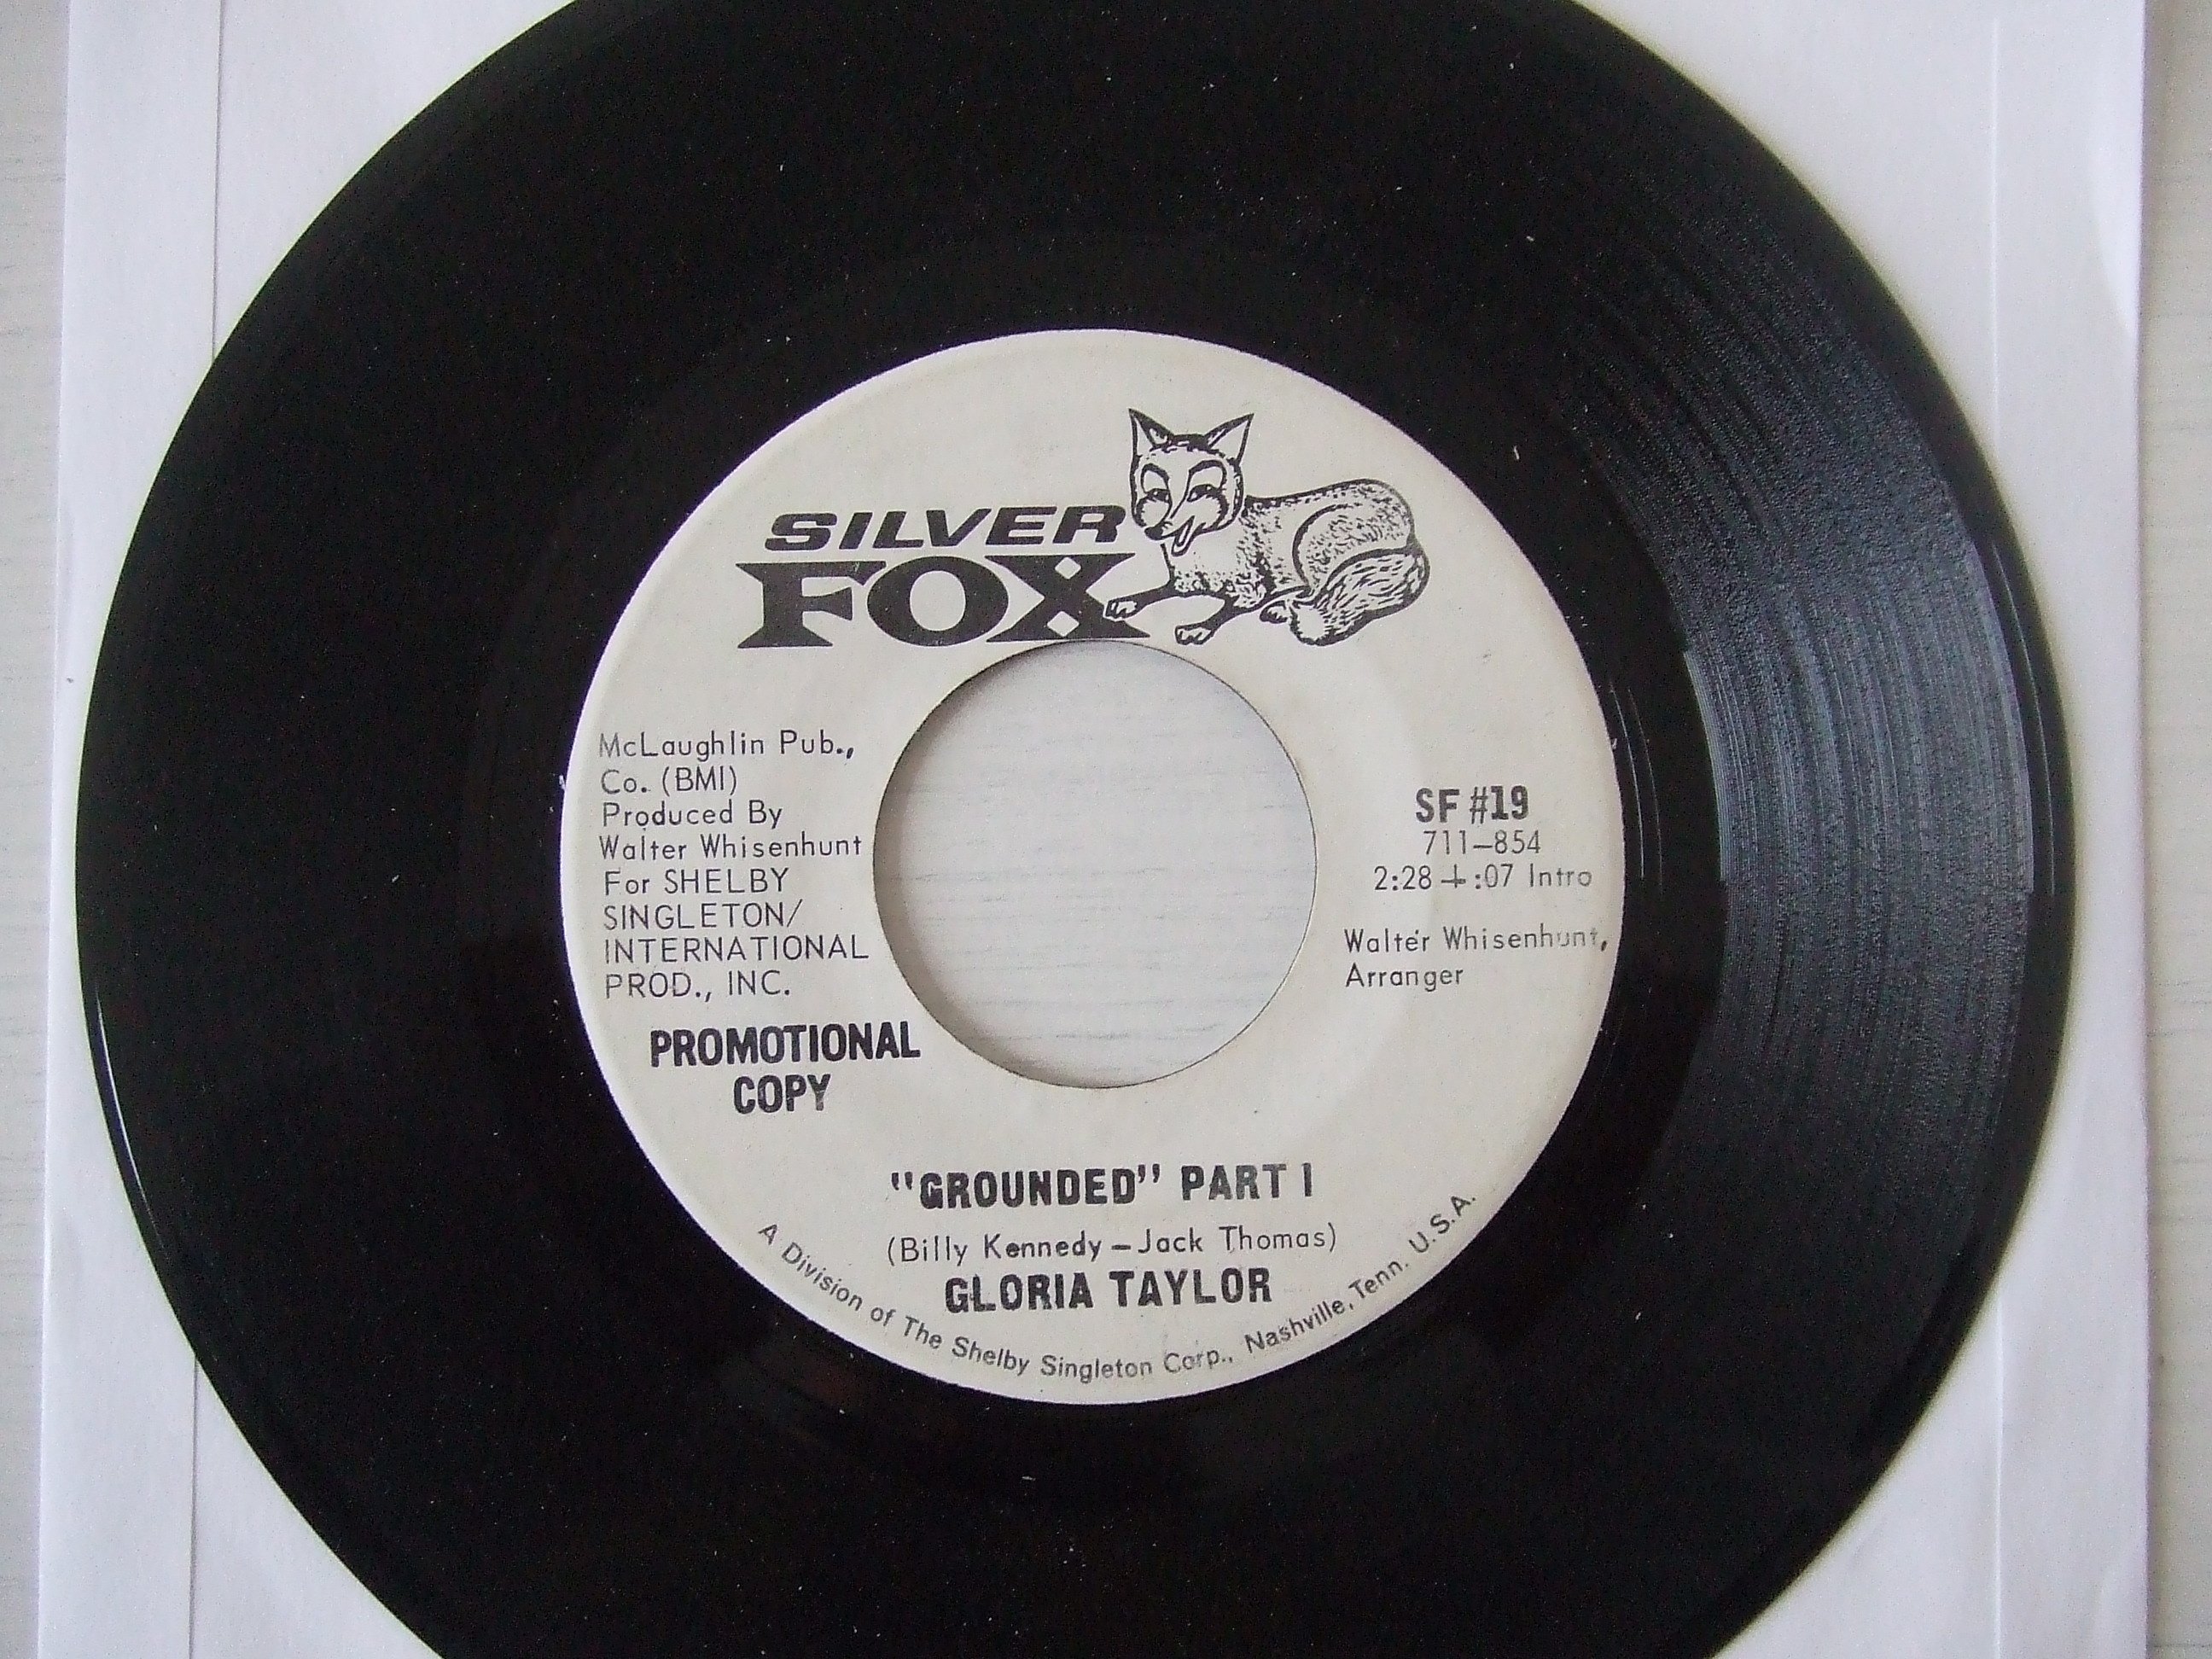 SILVER
FOX
McLaughlin Pub.,
Co. (BMI)
Produced By
Walter Whisenhunt
For SHELBY
SINGLETON/
INTERNATIONAL
PROD., INC.
PROMOTIONAL
COPY
SF #19
711-854
2:28 + :07 Intro
Walter Whisenhunt,
Arranger
"GROUNDED" PART I
(Billy Kennedy - Jack Thomas)
GLORIA TAYLOR
A Division of The Shelby Singleton Corp., Nashville, Tenn. U.S.A.